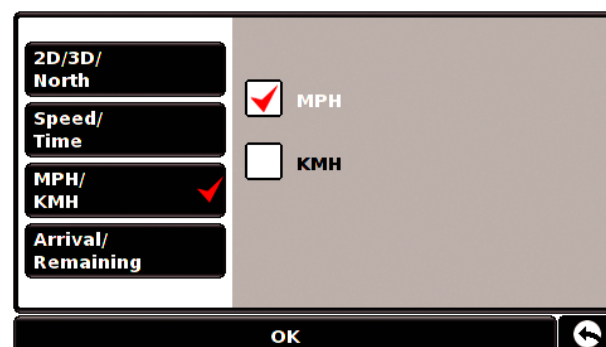 2D/3D/
North
Speed/
Time
MPH/
KMH
Arrival/
Remaining
MPH
KMH
OK